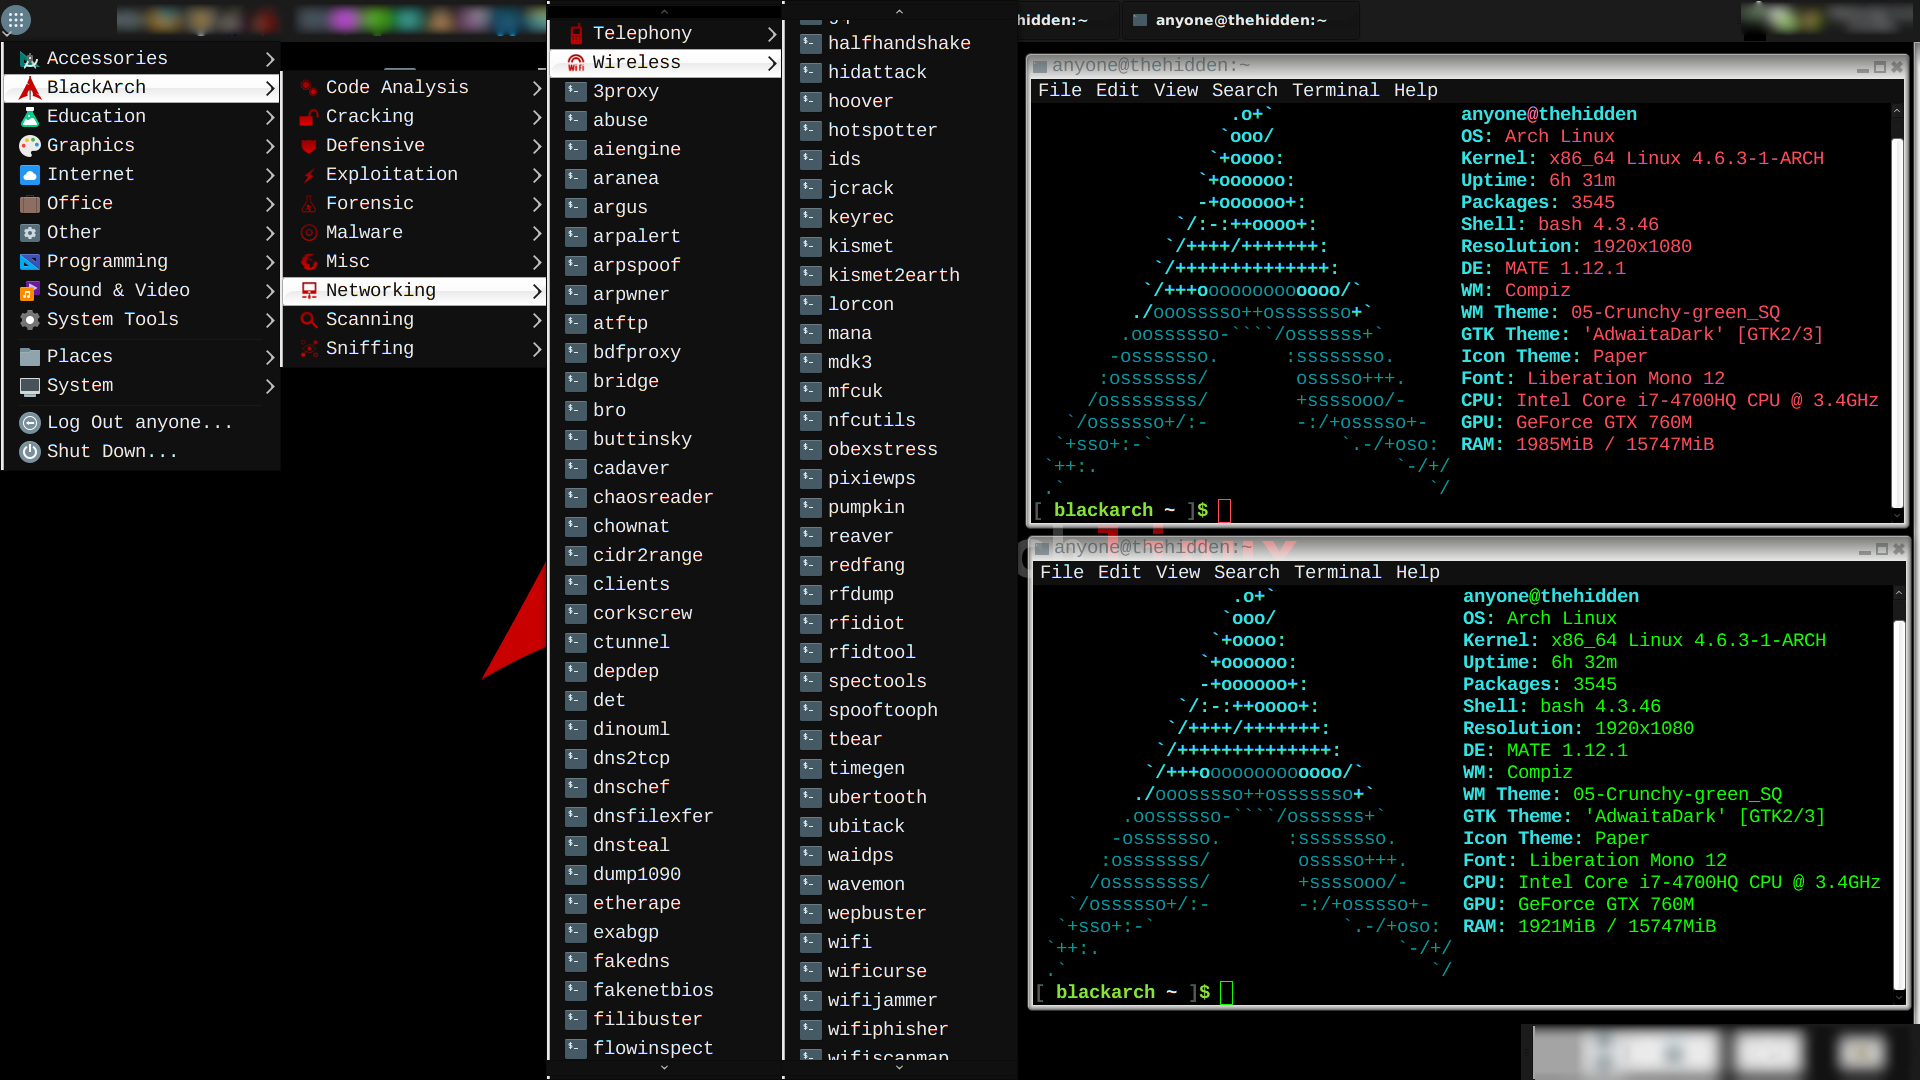 hidden:~
anyone@thehidden:~
Accessories
BlackArch
Education
Graphics
Internet
Office
Other
Programming
Sound & Video
System Tools
Places
System
Log Out anyone...
Shut Down...
Code Analysis
Cracking
Defensive
Exploitation
Forensic
Malware
Misc
Networking
Scanning
Sniffing
Telephony
Wireless
3proxy
abuse
aiengine
aranea
argus
arpalert
arpspoof
arpwner
atftp
bdfproxy
bridge
bro
buttinsky
cadaver
chaosreader
chownat
cidr2range
clients
corkscrew
ctunnel
depdep
det
dinouml
dns2tcp
dnschef
dnsfilexfer
dnsteal
dump1090
etherape
exabgp
fakedns
fakenetbios
filibuster
flowinspect
halfhandshake
hidattack
hoover
hotspotter
ids
jcrack
keyrec
kismet
kismet2earth
lorcon
mana
mdk3
mfcuk
nfcutils
obexstress
pixiewps
pumpkin
reaver
redfang
rfdump
rfidiot
rfidtool
spectools
spooftooph
tbear
timegen
ubertooth
ubitack
waidps
wavemon
wepbuster
wifi
wificurse
wifijammer
wifiphisher
wifiscanmap
anyone@thehidden:~
File Edit View Search Terminal Help
anyone@thehidden
OS: Arch Linux
Kernel: x86_64 Linux 4.6.3-1-ARCH
Uptime: 6h 31m
Packages: 3545
Shell: bash 4.3.46
Resolution: 1920x1080
DE: MATE 1.12.1
WM: Compiz
WM Theme: 05-Crunchy-green_SQ
GTK Theme: 'AdwaitaDark' [GTK2/3]
Icon Theme: Paper
Font: Liberation Mono 12
CPU: Intel Core i7-4700HQ CPU @ 3.4GHz
GPU: GeForce GTX 760M
RAM: 1985MiB / 15747MiB
[ blackarch ~ ]$
anyone@thehidden:~
File Edit View Search Terminal Help
anyone@thehidden
OS: Arch Linux
Kernel: x86_64 Linux 4.6.3-1-ARCH
Uptime: 6h 32m
Packages: 3545
Shell: bash 4.3.46
Resolution: 1920x1080
DE: MATE 1.12.1
WM: Compiz
WM Theme: 05-Crunchy-green_SQ
GTK Theme: 'AdwaitaDark' [GTK2/3]
Icon Theme: Paper
Font: Liberation Mono 12
CPU: Intel Core i7-4700HQ CPU @ 3.4GHz
GPU: GeForce GTX 760M
RAM: 1921MiB / 15747MiB
[ blackarch ~ ]$